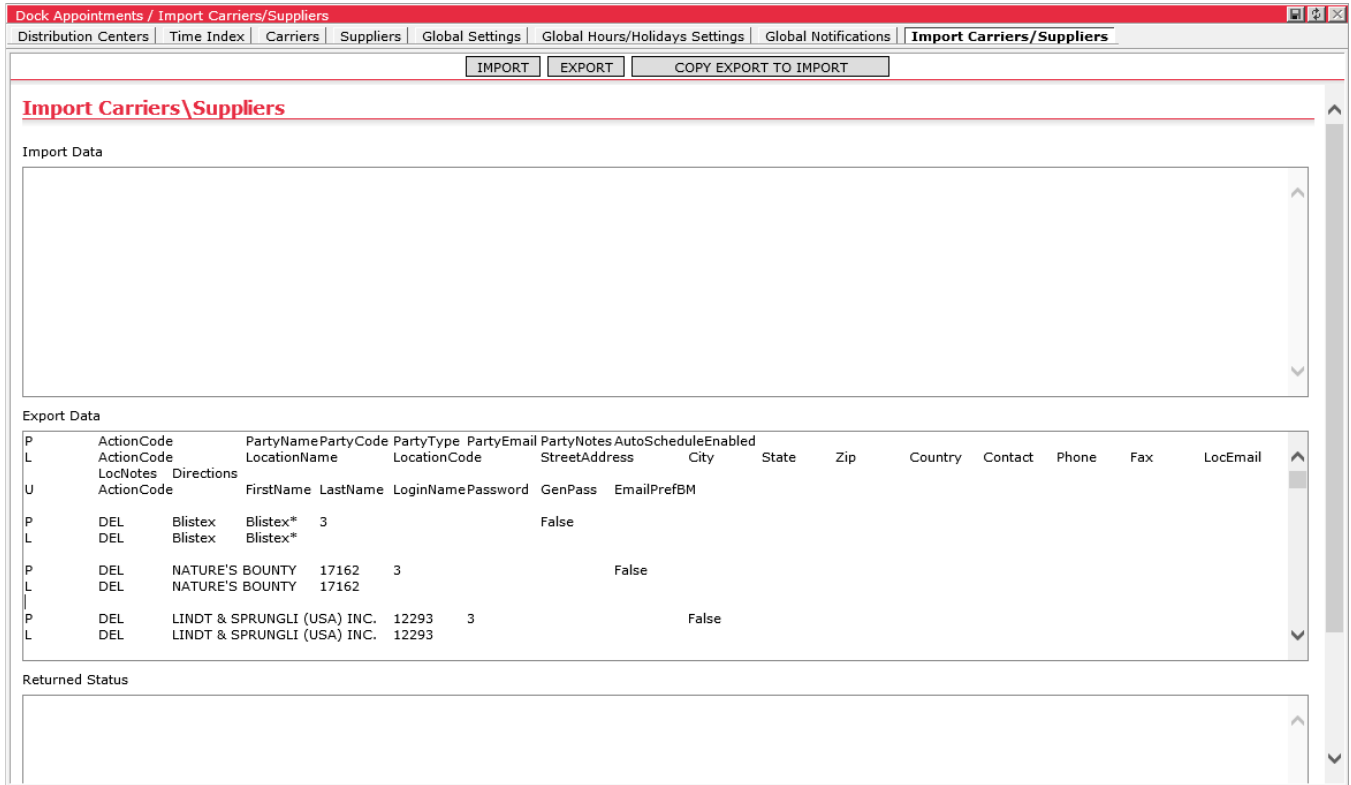 Dock Appointments / Import Carriers/Suppliers
Distribution Centers | Time Index | Carriers | Suppliers | Global Settings | Global Hours/Holidays Settings | Global Notifications | Import Carriers/Suppliers
IMPORT EXPORT COPY EXPORT TO IMPORT
Import Carriers\Suppliers
Import Data
Export Data
P ActionCode PartyName PartyCode PartyType PartyEmail PartyNotes AutoScheduleEnabled
L ActionCode LocationName LocationCode StreetAddress City State Zip Country Contact Phone Fax LocEmail
LocNotes Directions
U ActionCode FirstName LastName LoginName Password GenPass EmailPrefBM
P DEL Blistex Blistex* 3 False
L DEL Blistex Blistex*
P DEL NATURE'S BOUNTY 17162 3 False
L DEL NATURE'S BOUNTY 17162
P DEL LINDT & SPRUNGLI (USA) INC. 12293 3 False
L DEL LINDT & SPRUNGLI (USA) INC. 12293
Returned Status